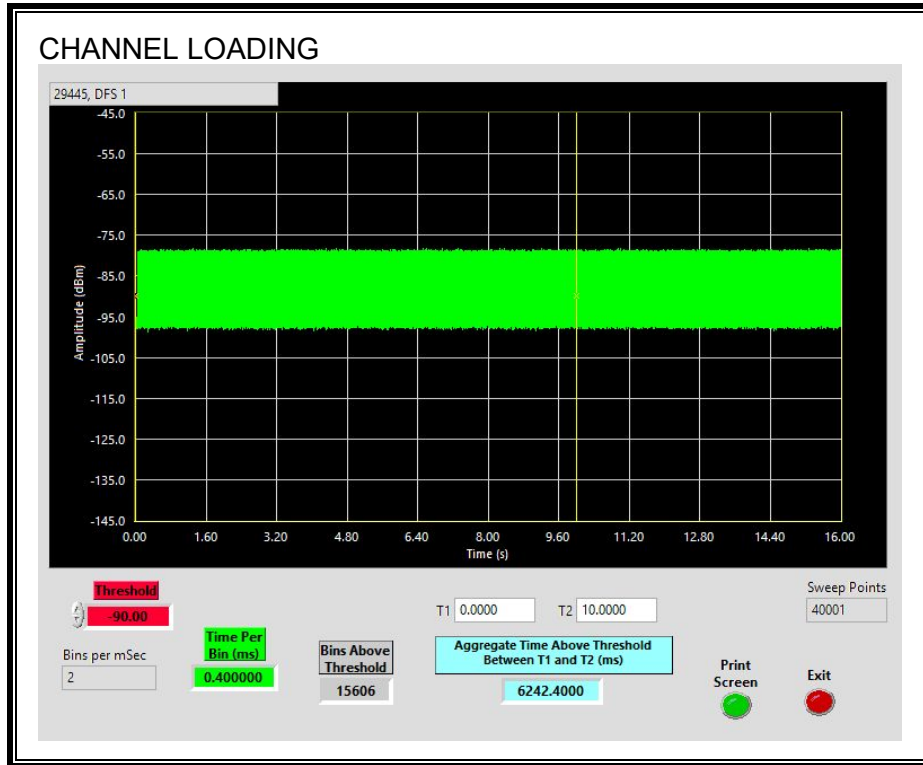 CHANNEL LOADING
29445, DFS 1
Amplitude (dBm)
-45.0
-55.0
-65.0
-75.0
-85.0
-95.0
-105.0
-115.0
-125.0
-135.0
-145.0
0.00 1.60 3.20 4.80 6.40 8.00 9.60 11.20 12.80 14.40 16.00
Time (s)
Threshold
-90.00
Bins per mSec
2
Time Per
Bin (ms)
0.400000
Bins Above
Threshold
15606
T1 0.0000 T2 10.0000
Aggregate Time Above Threshold
Between T1 and T2 (ms)
6242.4000
Sweep Points
40001
Print
Screen
Exit